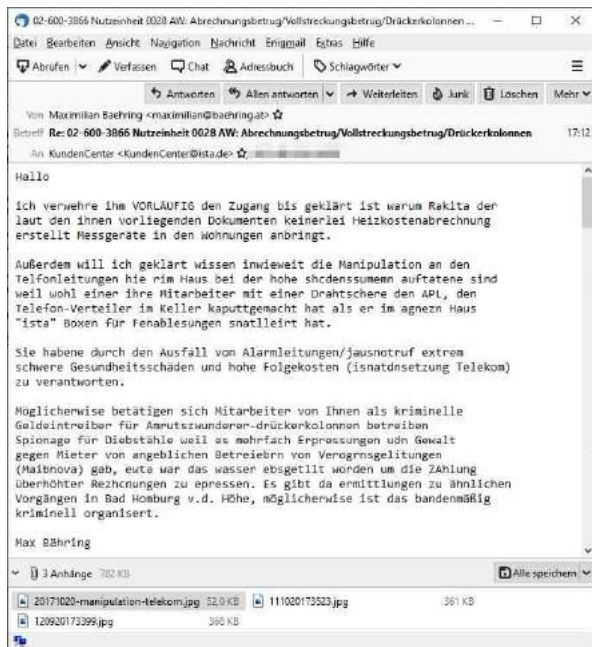 02-600-3866 Nutzeinheit 0028 AW: Abrechnungsbetrug/Vollstreckungsbetrug/Drückerkolonnen ...
Datei Bearbeiten Ansicht Navigation Nachricht Enigmail Extras Hilfe
Abrufen Verfassen Chat Adressbuch Schlagwörter
Antworten Allen antworten Weiterleiten Junk Löschen Mehr
Von Maximilian Baehring <maximilian@baehring.at>
Betreff Re: 02-600-3866 Nutzeinheit 0028 AW: Abrechnungsbetrug/Vollstreckungsbetrug/Drückerkolonnen 17:12
An KundenCenter <KundenCenter@ista.de>
Hallo
ich verwehre ihm VORLÄUFIG den Zugang bis geklärt ist warum Rakita der
laut den ihnen vorliegenden Dokumenten keinerlei Heizkostenabrechnung
erstellt Messgeräte in den Wohnungen anbringt.
Außerdem will ich geklärt wissen inwieweit die Manipulation an den
Telfonleitungen hie rim Haus bei der hohe shcdenssumemn auftatene sind
weil wohl einer ihre Mitarbeiter mit einer Drahtschere den APL, den
Telefon-Verteiler im Keller kaputtgemacht hat als er im agnezn Haus
"ista" Boxen für Fenablesungen snatlleirt hat.
Sie habene durch den Ausfall von Alarmleitungen/jausnotruf extrem
schwere Gesundheitsschäden und hohe Folgekosten (isnatdnsetzung Telekom)
zu verantworten.
Möglicherweise betätigen sich Mitarbeiter von Ihnen als kriminelle
Geldeintreiber für Amrutszwunderer-drückerkolonnen betreiben
Spionage für Diebstähle weil es mehrfach Erpressungen udn Gewalt
gegen Mieter von angeblichen Betreiebrn von Verogrnsgelitungen
(Maibnova) gab, ewta war das wasser ebsgetllt worden um die ZAhlung
überhöhter Rezhcnungen zu epressen. Es gibt da ermittlungen zu ähnlichen
Vorgängen in Bad Homburg v.d. Höhe, möglicherwise ist das bandenmäßig
kriminell organisert.
Max Bähring
3 Anhänge 782 KB Alle speichern
20171020-manipulation-telekom.jpg 52,0 KB 111020173523.jpg 361 KB
120920173399.jpg 368 KB